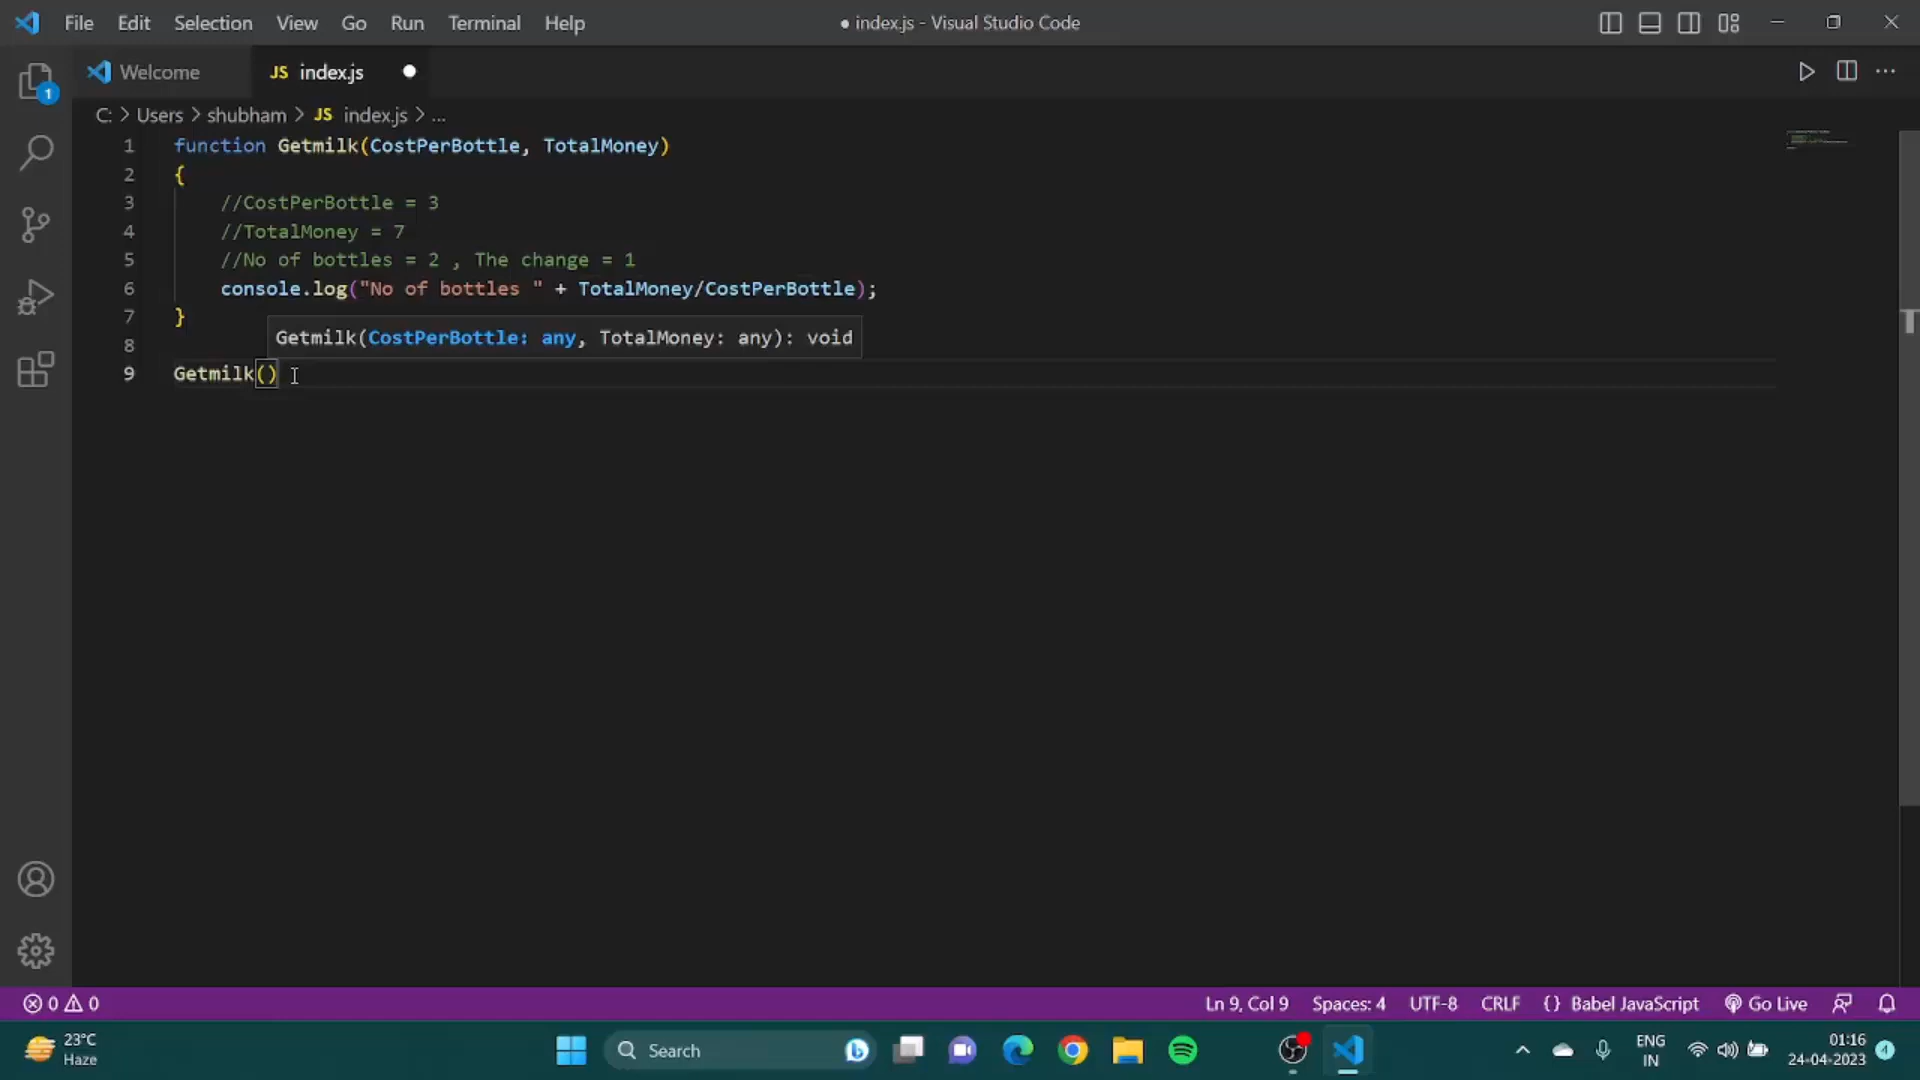 File Edit Selection View Go Run Terminal Help ● index.js - Visual Studio Code
Welcome JS index.js ●
1
C: > Users > shubham > JS index.js > ...
1 function Getmilk(CostPerBottle, TotalMoney)
2 {
3 //CostPerBottle = 3
4 //TotalMoney = 7
5 //No of bottles = 2 , The change = 1
6 console.log("No of bottles " + TotalMoney/CostPerBottle);
7 }
Getmilk(CostPerBottle: any, TotalMoney: any): void
8
9 Getmilk()
0 0 Ln 9, Col 9 Spaces: 4 UTF-8 CRLF {} Babel JavaScript Go Live
23°C
Haze
Search
ENG
IN
01:16
24-04-2023
4